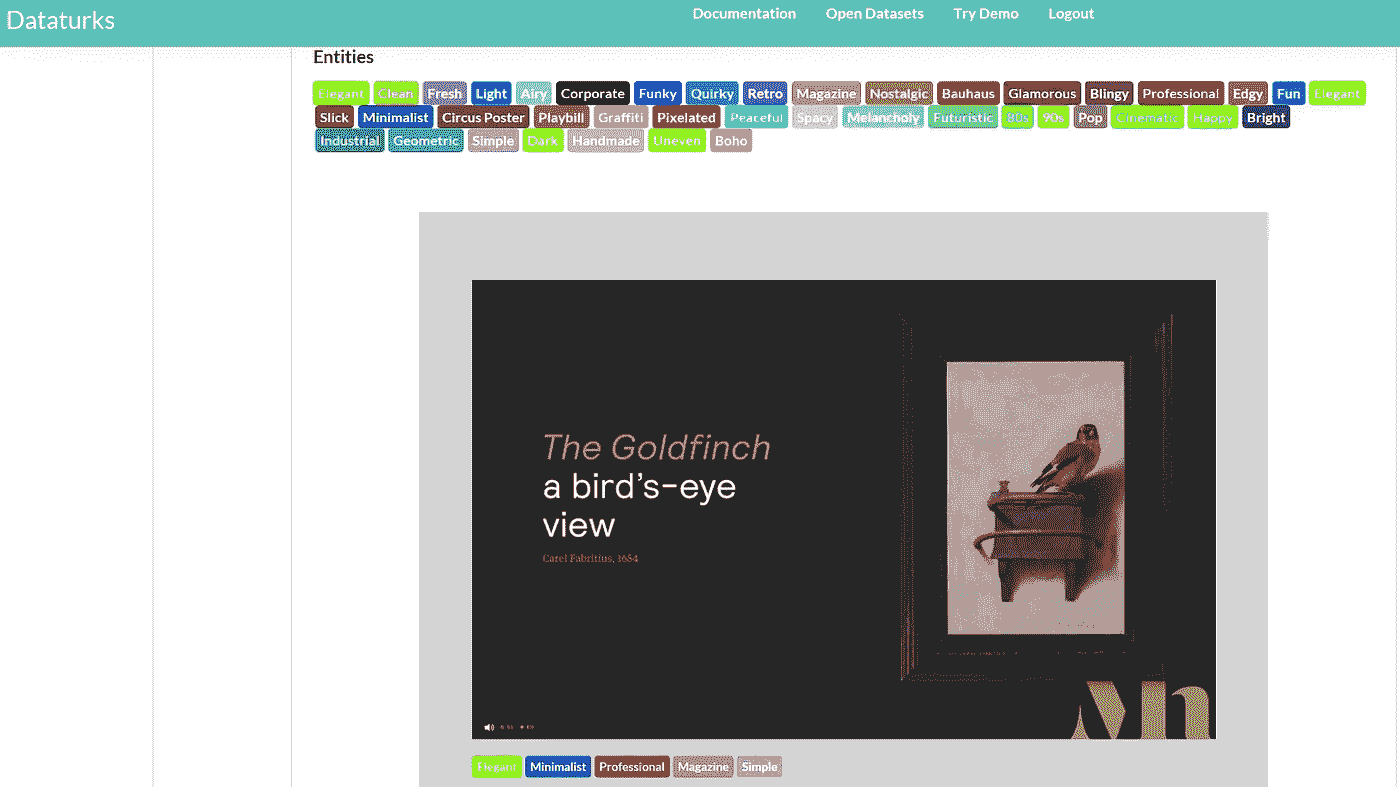 Dataturks
Documentation Open Datasets Try Demo Logout
Entities
Elegant Clean Fresh Light Airy Corporate Funky Quirky Retro Magazine Nostalgic Bauhaus Glamorous Blingy Professional Edgy Fun Elegant
Slick Minimalist Circus Poster Playbill Graffiti Pixelated Peaceful Spacy Melancholy Futuristic 80s 90s Pop Cinematic Happy Bright
Industrial Geometric Simple Dark Handmade Uneven Boho
The Goldfinch
a bird's-eye
view
Carel Fabritius, 1654
Elegant Minimalist Professional Magazine Simple